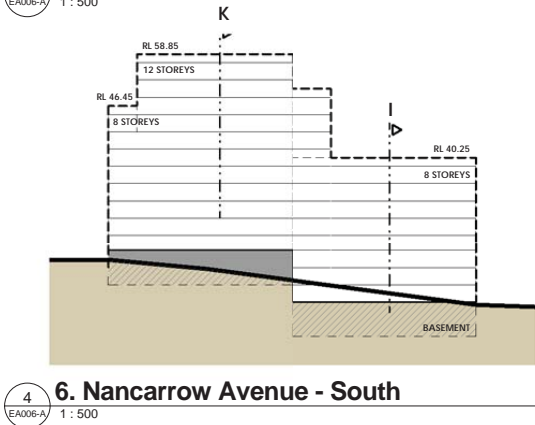 EA006-A 1 : 500
K
RL 58.85
12 STOREYS
RL 46.45
8 STOREYS
I
RL 40.25
8 STOREYS
BASEMENT
4 6. Nancarrow Avenue - South
EA006-A 1 : 500